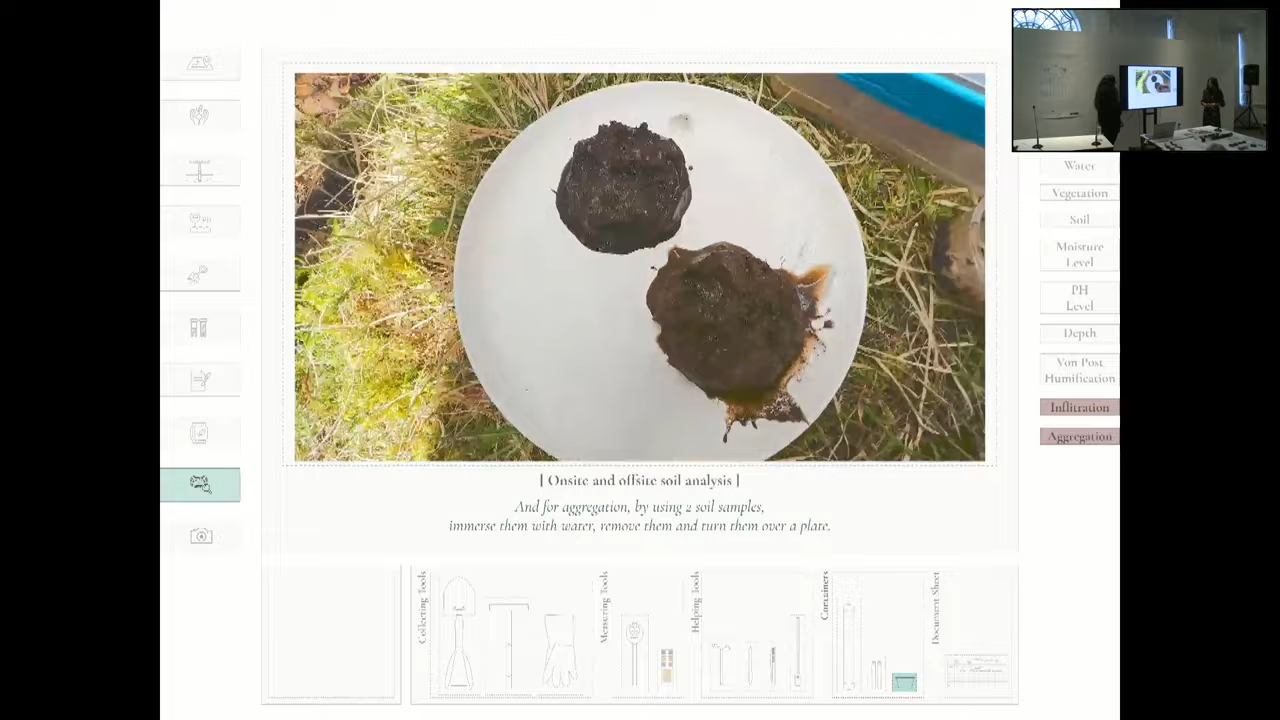 Water
Vegetation
Soil
Moisture
Level
PH
Level
Depth
Von Post
Humification
Inflitration
Aggregation
[ Onsite and offsite soil analysis ]
And for aggregation, by using 2 soil samples,
immerse them with water, remove them and turn them over a plate.
Collecting Tools
Measuring Tools
Helping Tools
Containers
Document Sheet